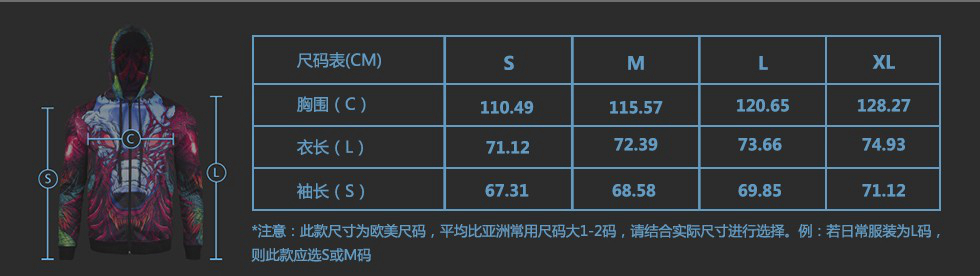 尺码表(CM) S M L XL
胸围（C） 110.49 115.57 120.65 128.27
衣长（L） 71.12 72.39 73.66 74.93
袖长（S） 67.31 68.58 69.85 71.12
C
S
L
*注意：此款尺寸为欧美尺码，平均比亚洲常用尺码大1-2码，请结合实际尺寸进行选择。例：若日常服装为L码，
则此款应选S或M码